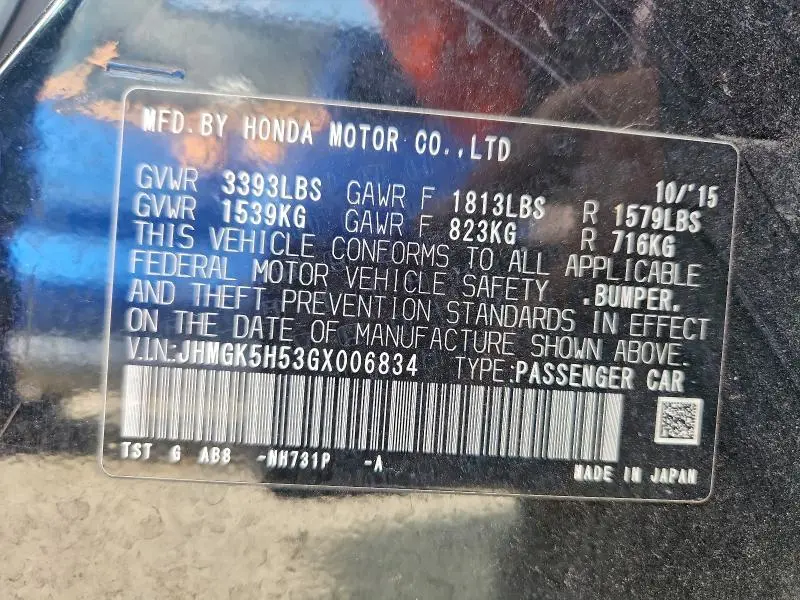 MFD. BY HONDA MOTOR CO., LTD
10/'15
GVWR 3393LBS GAWR F 1813LBS R 1579LBS
GVWR 1539KG GAWR F 823KG R 716KG
THIS VEHICLE CONFORMS TO ALL APPLICABLE
FEDERAL MOTOR VEHICLE SAFETY .BUMPER.
AND THEFT PREVENTION STANDARDS IN EFFECT
ON THE DATE OF MANUFACTURE SHOWN ABOVE.
V.I.N:JHMGK5H53GX006834 TYPE:PASSENGER CAR
TST G AB8 -NH731P -A MADE IN JAPAN